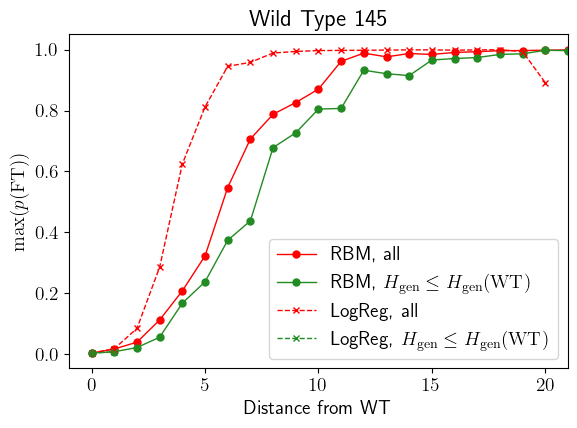 Wild Type 145
max(p(FT))
1.0
0.8
0.6
0.4
0.2
0.0
RBM, all
RBM, H_gen ≤ H_gen(WT)
LogReg, all
LogReg, H_gen ≤ H_gen(WT)
0 5 10 15 20
Distance from WT